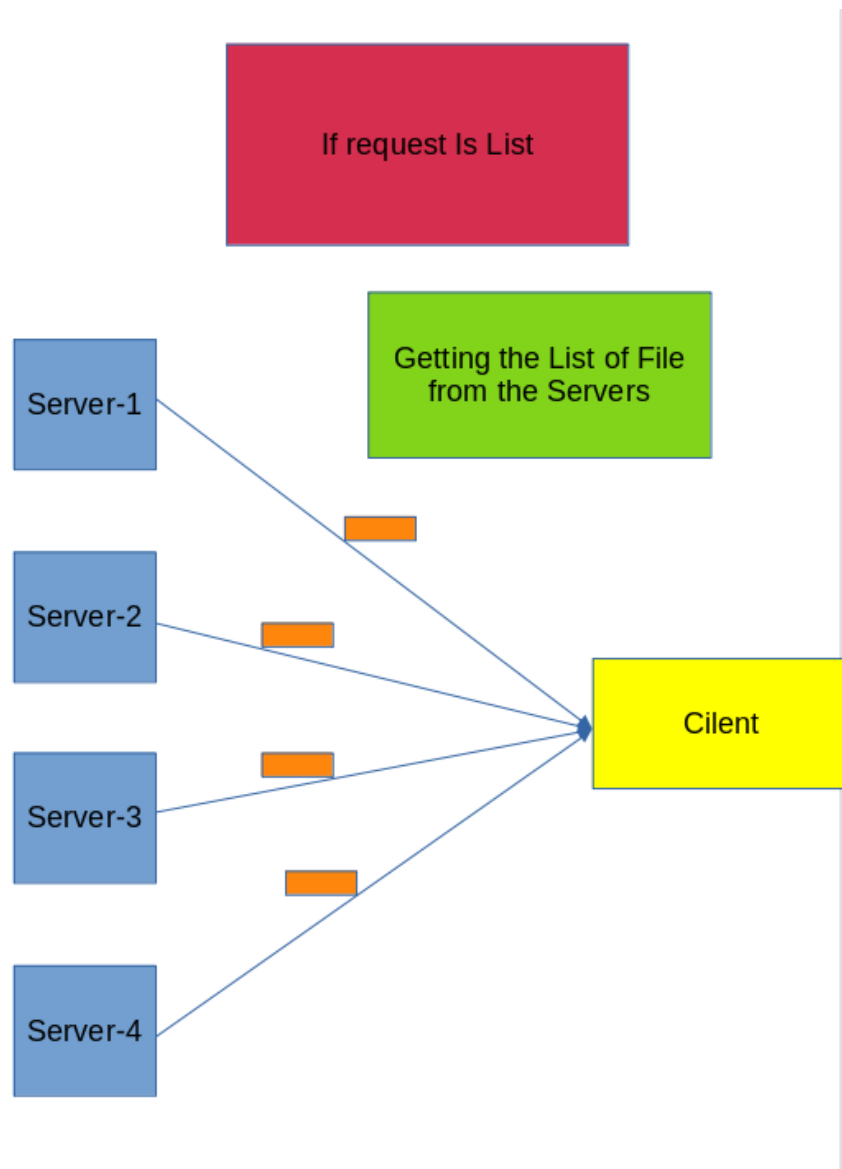 If request Is List
Getting the List of File
from the Servers
Server-1
Server-2
Server-3
Server-4
Cilent